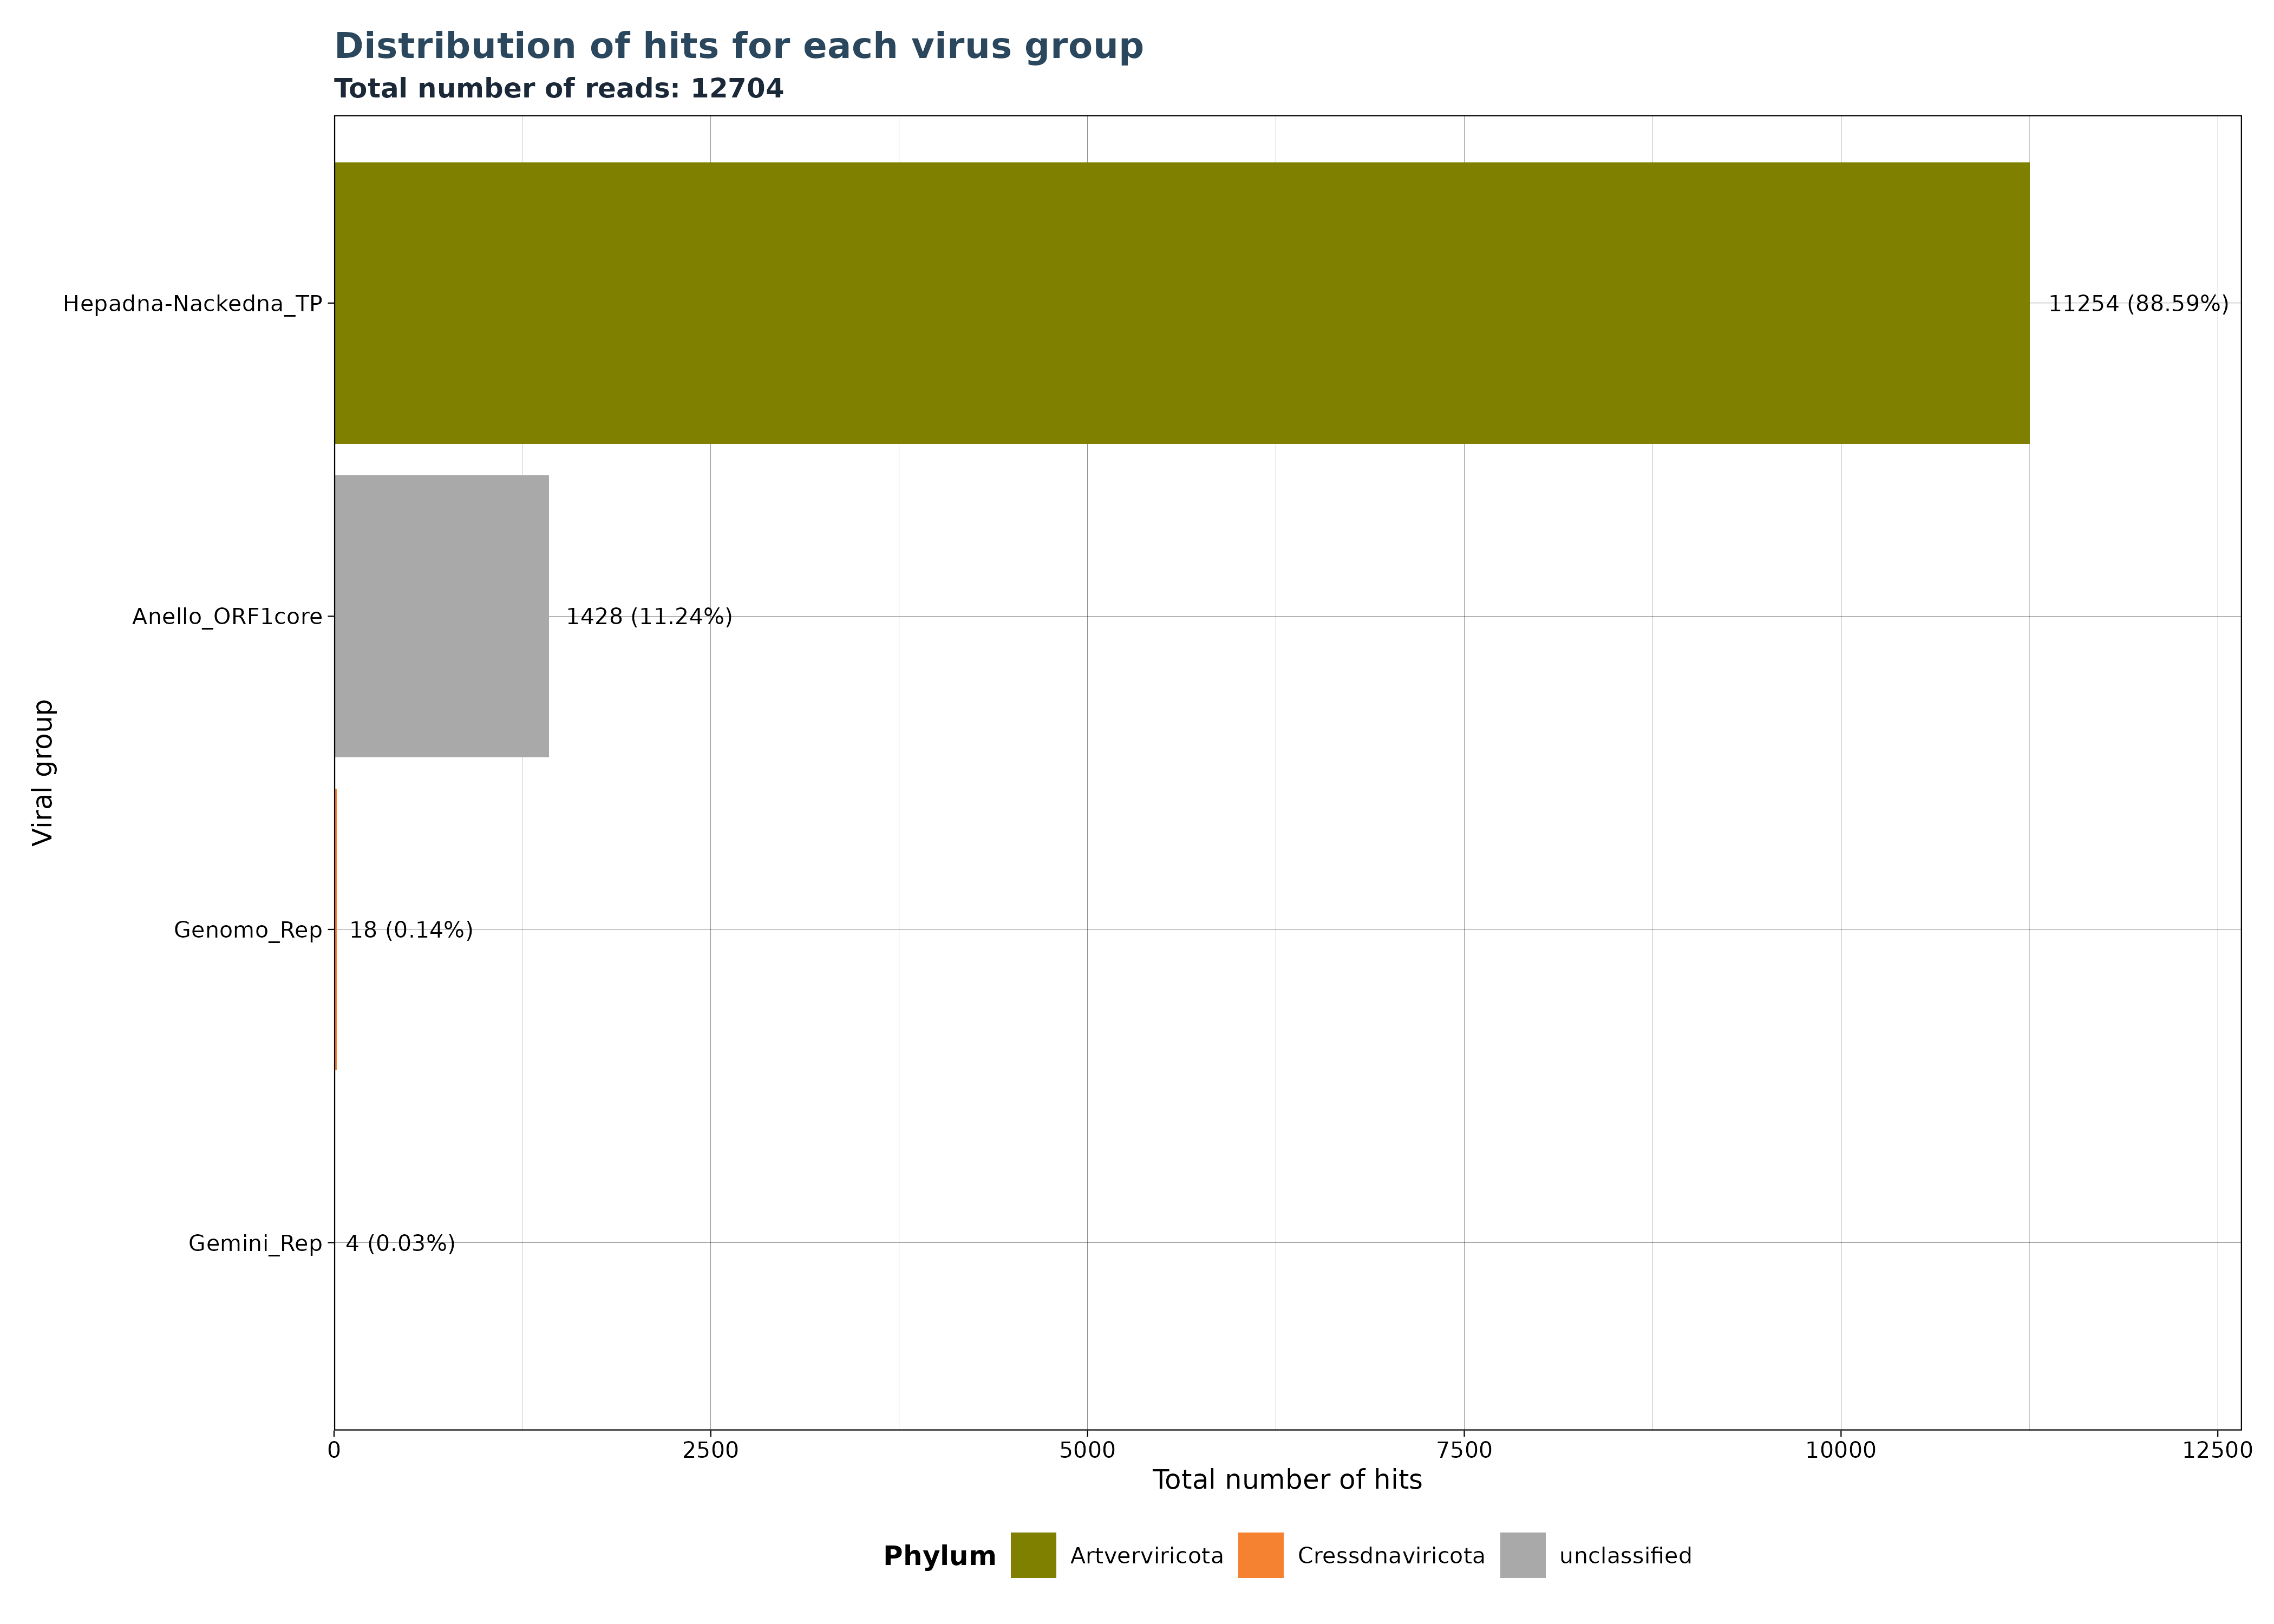 Distribution of hits for each virus group
Total number of reads: 12704
Hepadna-Nackedna_TP
11254 (88.59%)
Anello_ORF1core
1428 (11.24%)
Genomo_Rep
18 (0.14%)
Gemini_Rep
4 (0.03%)
Viral group
0 2500 5000 7500 10000 12500
Total number of hits
Phylum Artverviricota Cressdnaviricota unclassified